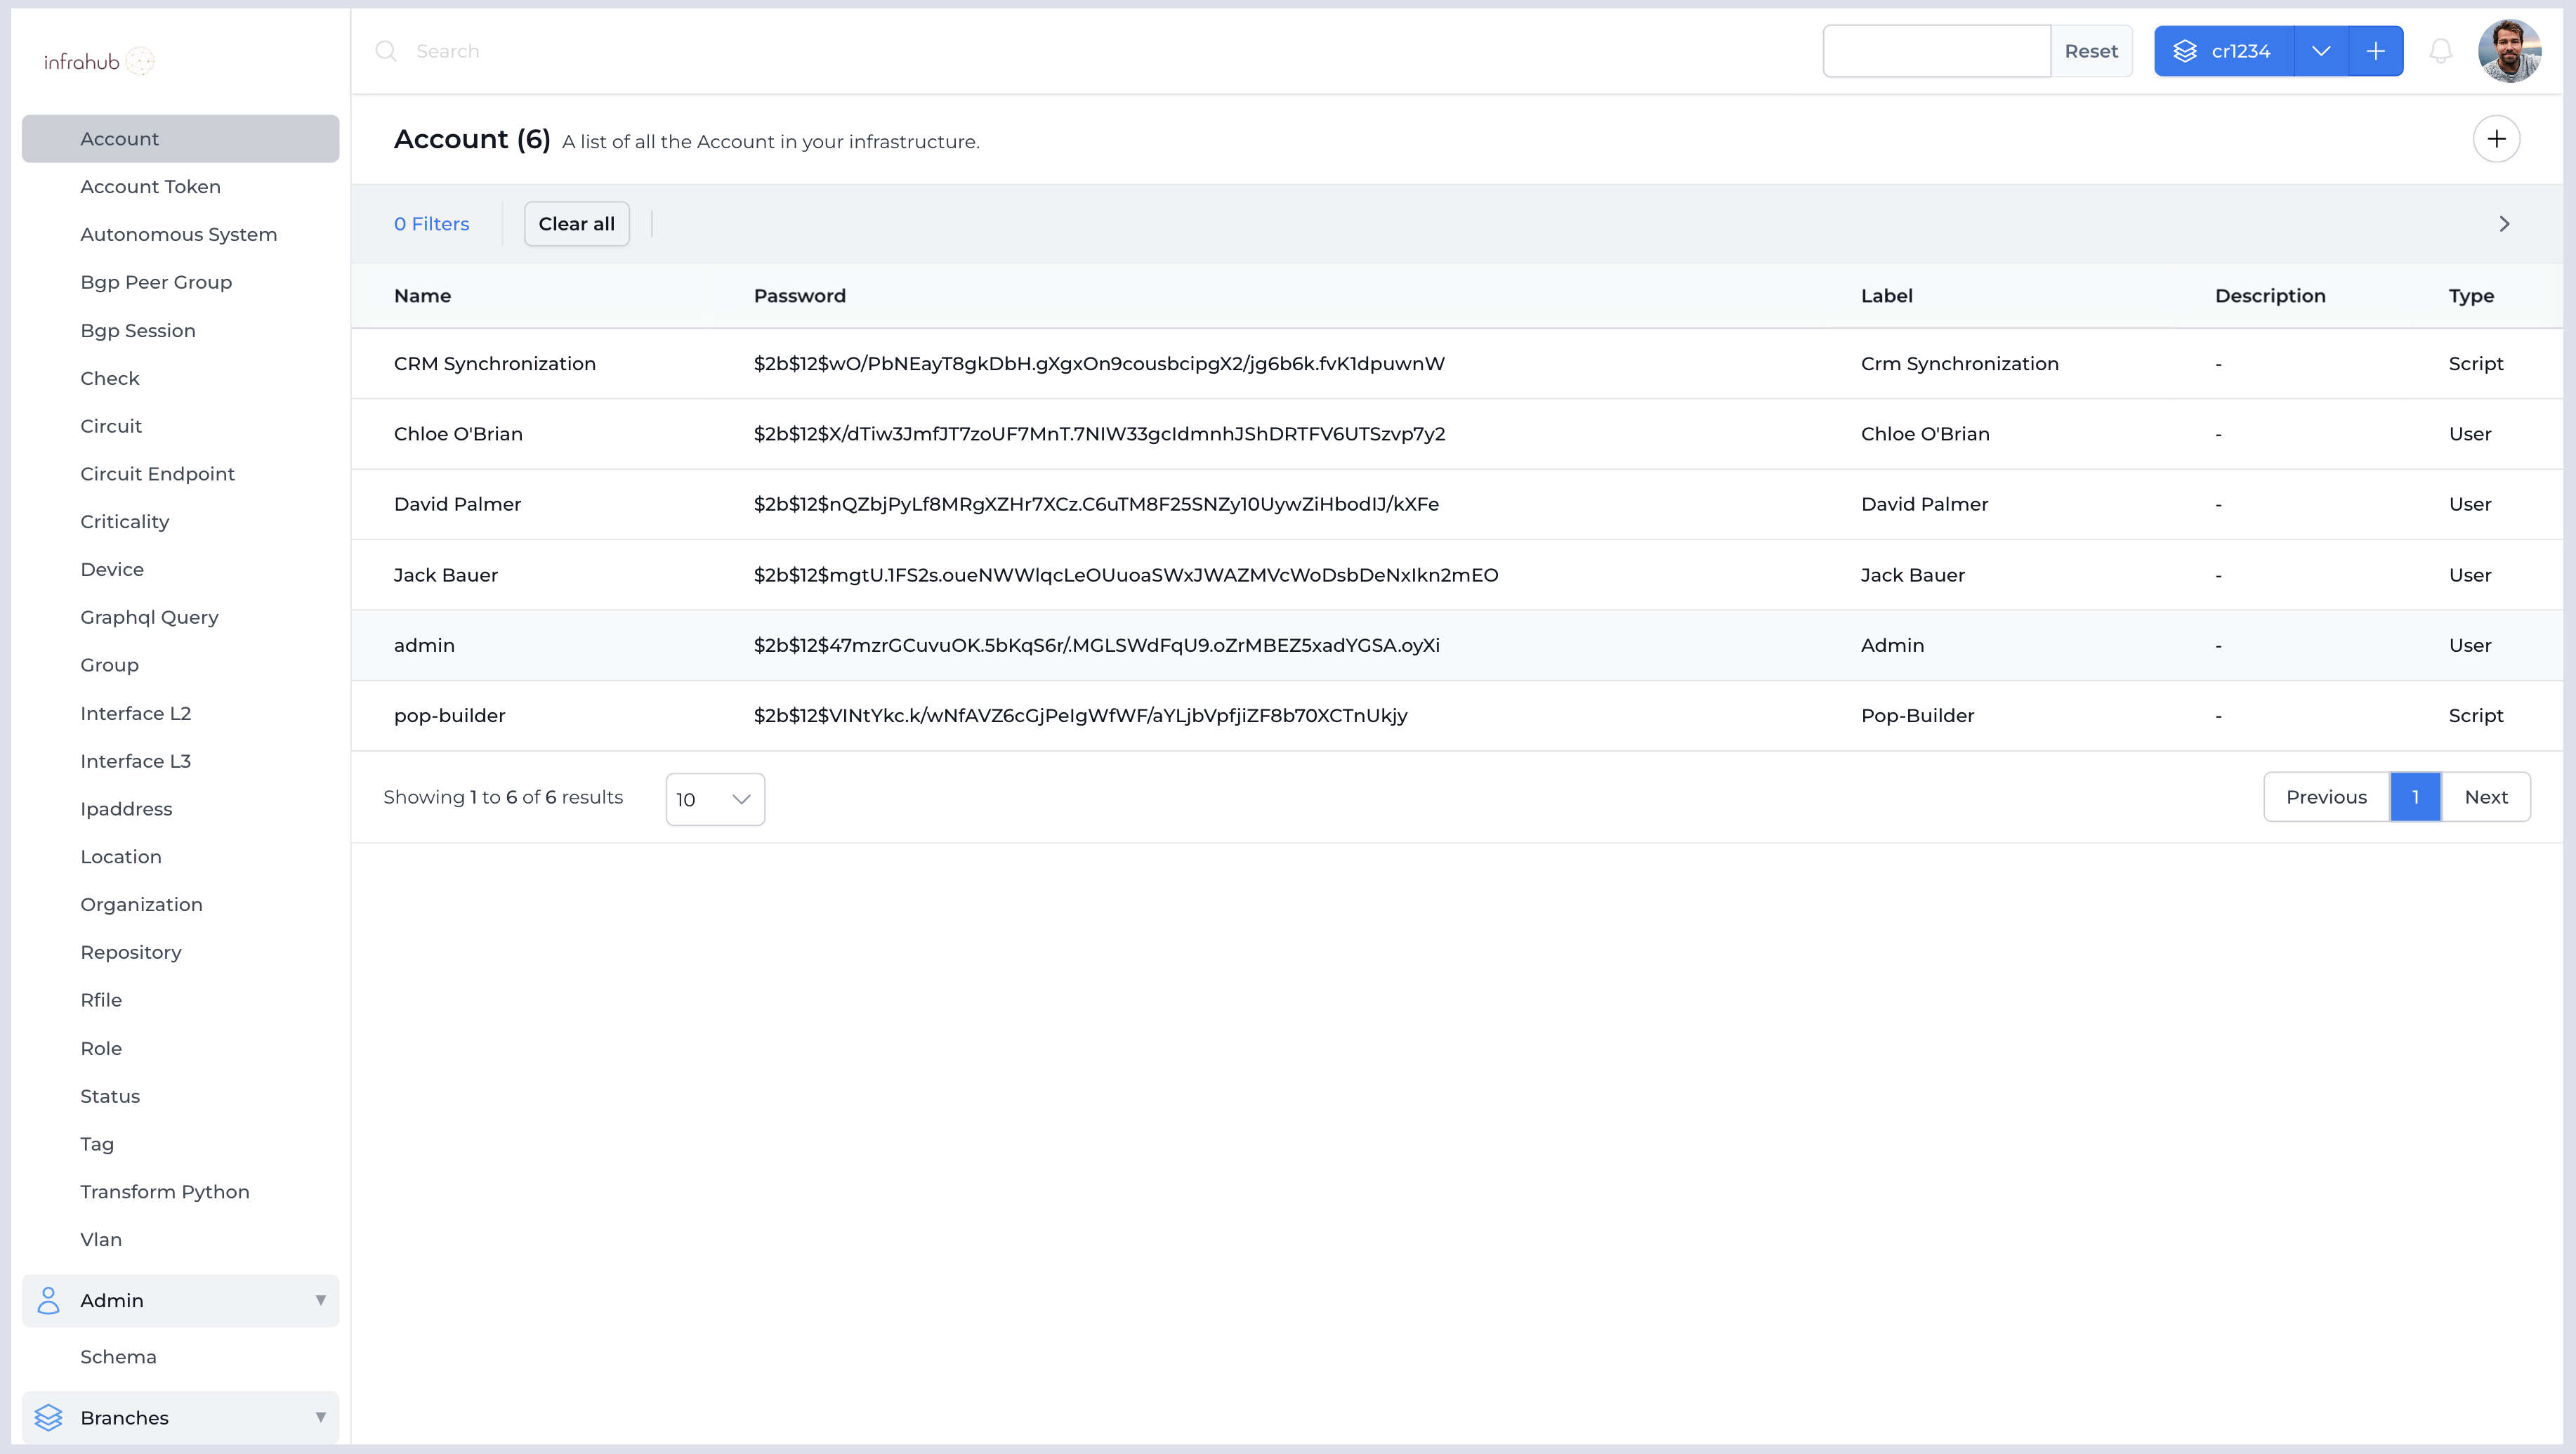 infrahub
Search
Reset
cr1234
Account
Account Token
Autonomous System
Bgp Peer Group
Bgp Session
Check
Circuit
Circuit Endpoint
Criticality
Device
Graphql Query
Group
Interface L2
Interface L3
Ipaddress
Location
Organization
Repository
Rfile
Role
Status
Tag
Transform Python
Vlan
Admin
Schema
Branches
Account (6) A list of all the Account in your infrastructure.
0 Filters Clear all
Name Password Label Description Type
CRM Synchronization $2b$12$wO/PbNEayT8gkDbH.gXgxOn9cousbcipgX2/jg6b6k.fvK1dpuwnW Crm Synchronization - Script
Chloe O'Brian $2b$12$X/dTiw3JmfJT7zoUF7MnT.7NIW33gcIdmnhJShDRTFV6UTSzvp7y2 Chloe O'Brian - User
David Palmer $2b$12$nQZbjPyLf8MRgXZHr7XCz.C6uTM8F25SNZy10UywZiHbodIJ/kXFe David Palmer - User
Jack Bauer $2b$12$mgtU.1FS2s.oueNWWlqcLeOUuoaSWxJWAZMVcWoDsbDeNxIkn2mEO Jack Bauer - User
admin $2b$12$47mzrGCuvuOK.5bKqS6r/.MGLSWdFqU9.oZrMBEZ5xadYGSA.oyXi Admin - User
pop-builder $2b$12$VINtYkc.k/wNfAVZ6cGjPeIgWfWF/aYLjbVpfjiZF8b70XCTnUkjy Pop-Builder - Script
Showing 1 to 6 of 6 results 10 Previous 1 Next